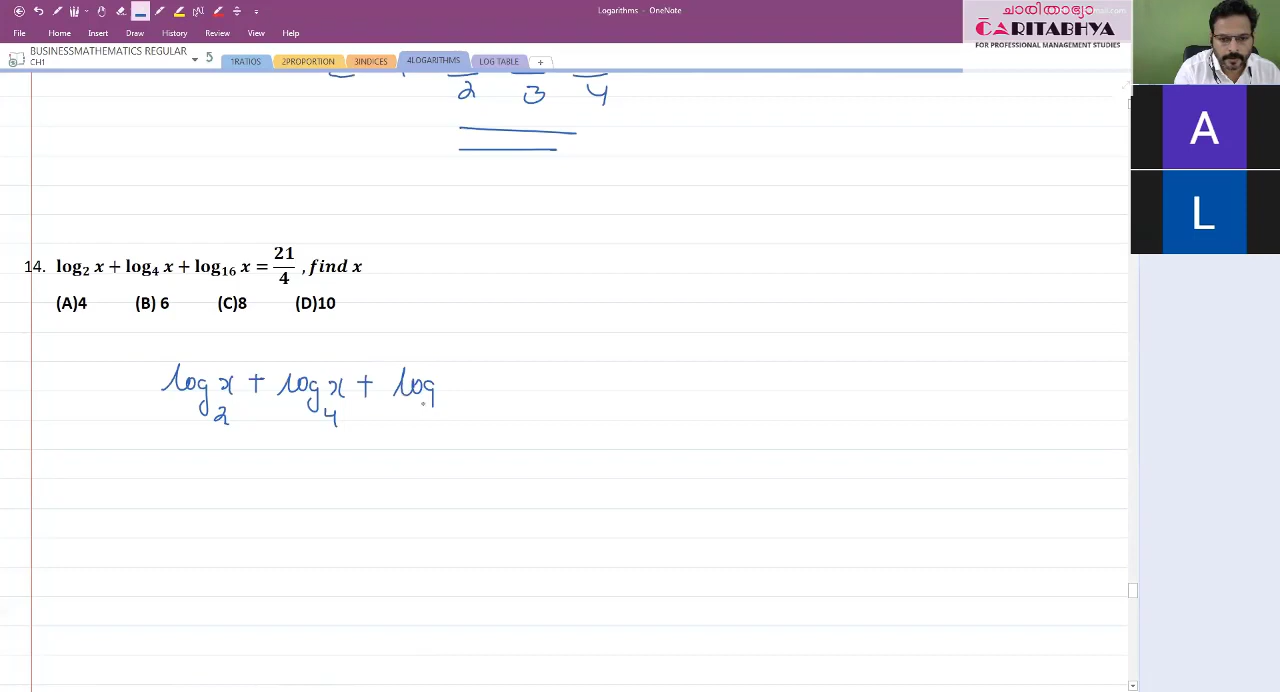 Logarithms - OneNote
ചാരിതാഭ്യാ
CARITABHYA
FOR PROFESSIONAL MANAGEMENT STUDIES
File Home Insert Draw History Review View Help
BUSINESSMATHEMATICS REGULAR
CH1
1RATIOS 2PROPORTION 3INDICES 4LOGARITHMS LOG TABLE +
2 3 4
A
L
14. log₂ x + log₄ x + log₁₆ x = 21/4 , find x
(A)4 (B) 6 (C)8 (D)10
log₂ x + log₄ x + log